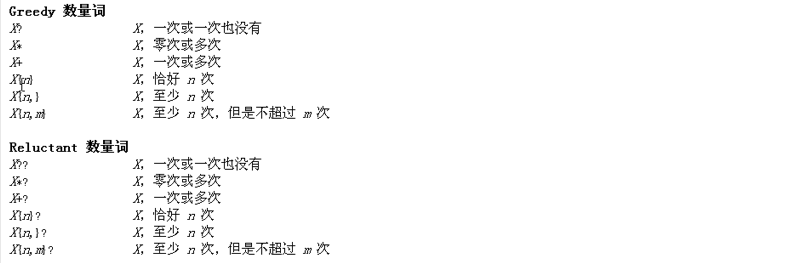 Greedy 数量词
X? X, 一次或一次也没有
X* X, 零次或多次
X+ X, 一次或多次
X{n} X, 恰好 n 次
X{n,} X, 至少 n 次
X{n,m} X, 至少 n 次, 但是不超过 m 次
Reluctant 数量词
X?? X, 一次或一次也没有
X*? X, 零次或多次
X+? X, 一次或多次
X{n}? X, 恰好 n 次
X{n,}? X, 至少 n 次
X{n,m}? X, 至少 n 次, 但是不超过 m 次